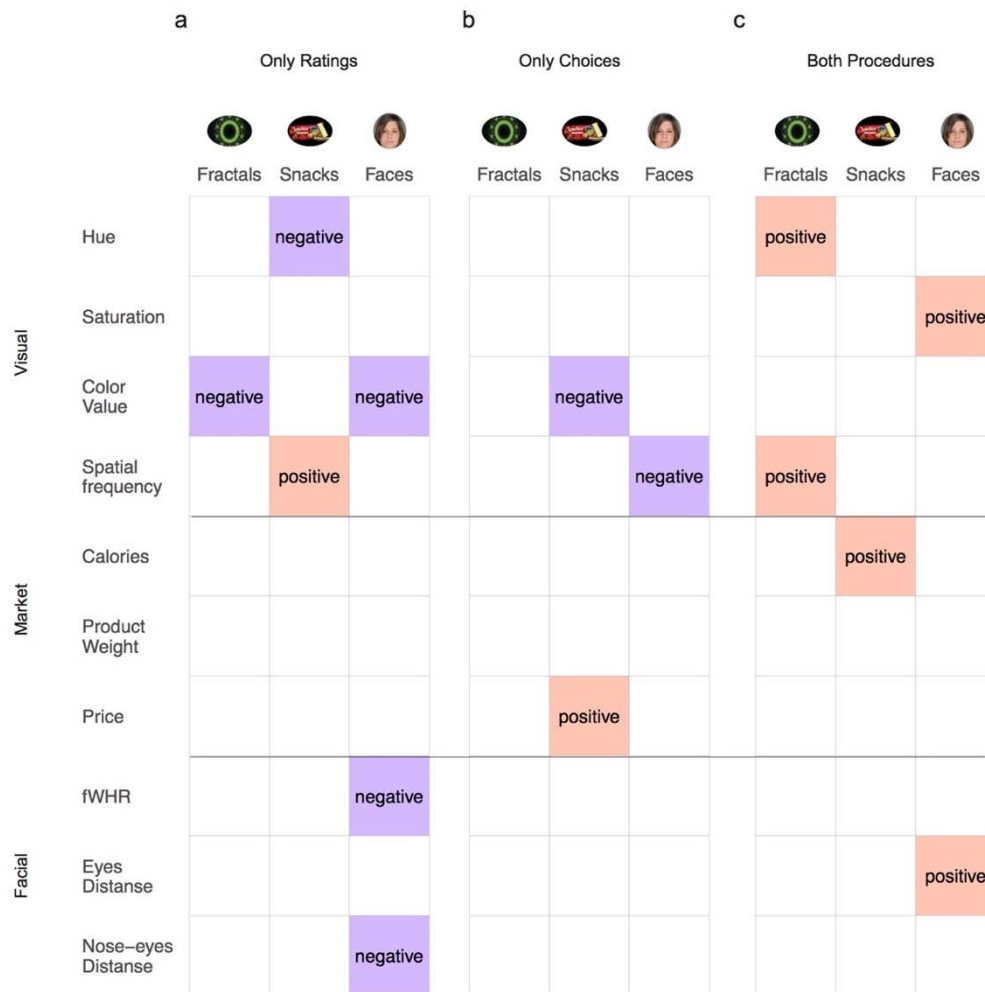 a b c
Only Ratings Only Choices Both Procedures
Fractals Snacks Faces Fractals Snacks Faces Fractals Snacks Faces
Visual
Hue negative positive
Saturation positive
Color
Value negative negative negative
Spatial
frequency positive negative positive
Market
Calories positive
Product
Weight
Price positive
Facial
fWHR negative
Eyes
Distanse positive
Nose–eyes
Distanse negative